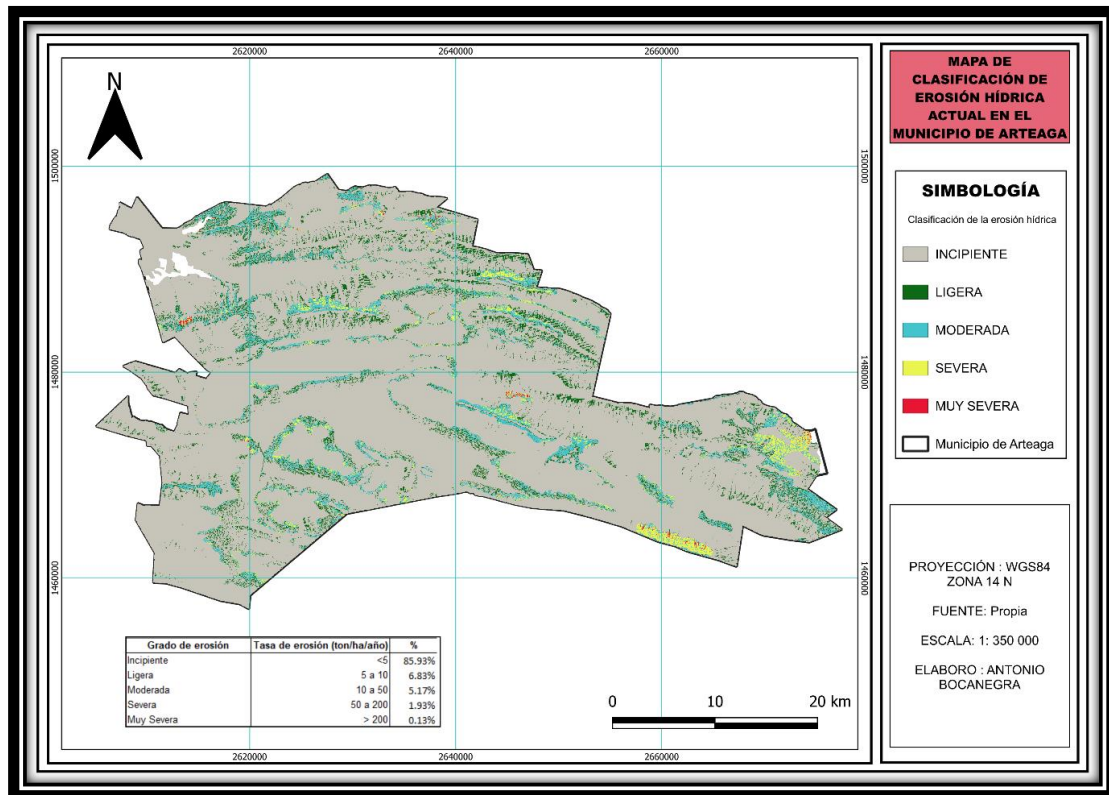 2620000 2640000 2660000
N
1500000 1500000
1480000 1480000
1460000 1460000
Grado de erosión Tasa de erosión (ton/ha/año) %
Incipiente <5 85.93%
Ligera 5 a 10 6.83%
Moderada 10 a 50 5.17%
Severa 50 a 200 1.93%
Muy Severa > 200 0.13%
0 10 20 km
2620000 2640000 2660000
MAPA DE
CLASIFICACIÓN DE
EROSIÓN HÍDRICA
ACTUAL EN EL
MUNICIPIO DE ARTEAGA
SIMBOLOGÍA
Clasificación de la erosión hídrica
INCIPIENTE
LIGERA
MODERADA
SEVERA
MUY SEVERA
Municipio de Arteaga
PROYECCIÓN : WGS84
ZONA 14 N
FUENTE: Propia
ESCALA: 1: 350 000
ELABORO : ANTONIO
BOCANEGRA